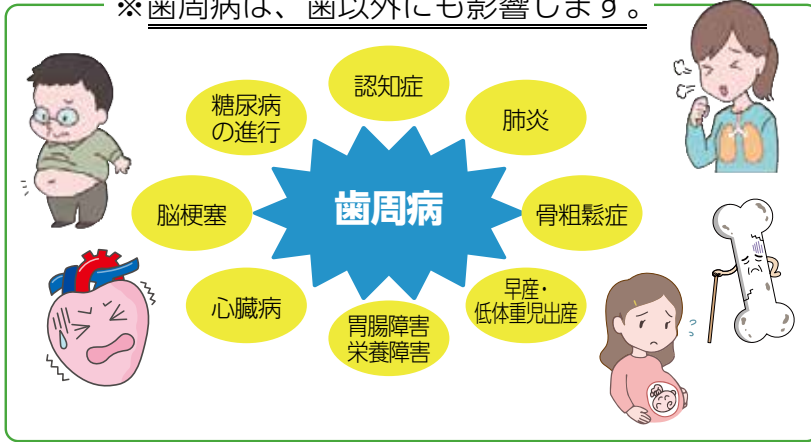 ※歯周病は、歯以外にも影響します。
認知症
糖尿病
の進行
肺炎
歯周病
脳梗塞
骨粗鬆症
心臓病
早産・
低体重児出産
胃腸障害
栄養障害